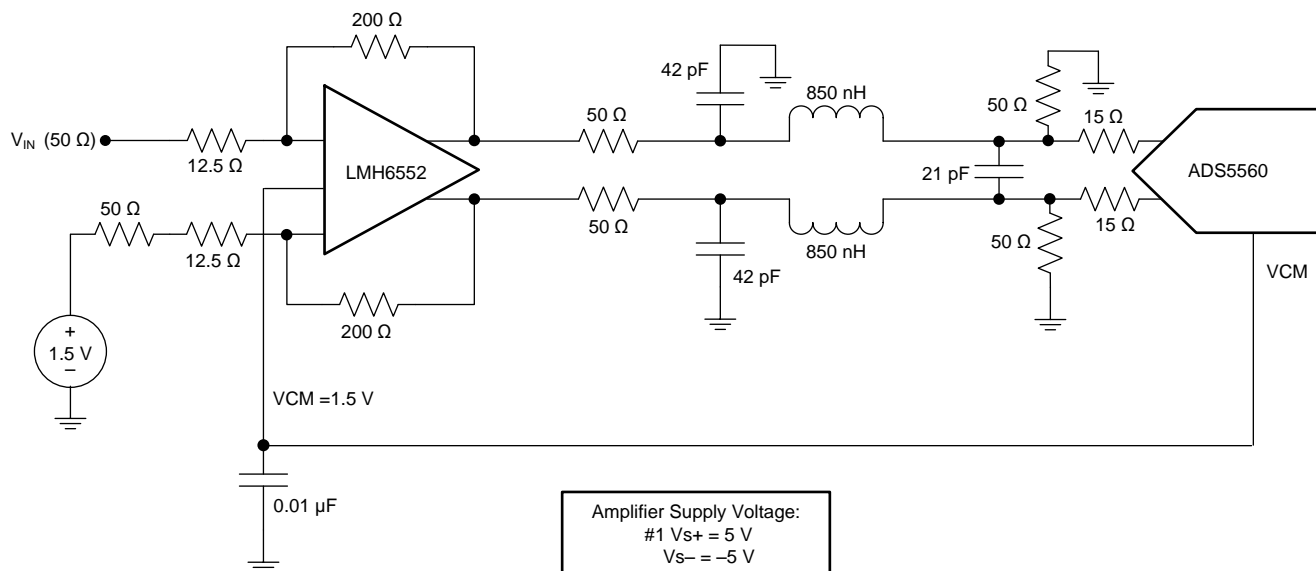 200 Ω
42 pF
850 nH
50 Ω
50 Ω
15 Ω
V_IN (50 Ω)
12.5 Ω
LMH6552
21 pF
ADS5560
50 Ω
12.5 Ω
50 Ω
50 Ω
15 Ω
850 nH
42 pF
VCM
200 Ω
+
1.5 V
–
VCM =1.5 V
0.01 µF
Amplifier Supply Voltage:
#1 Vs+ = 5 V
Vs– = –5 V